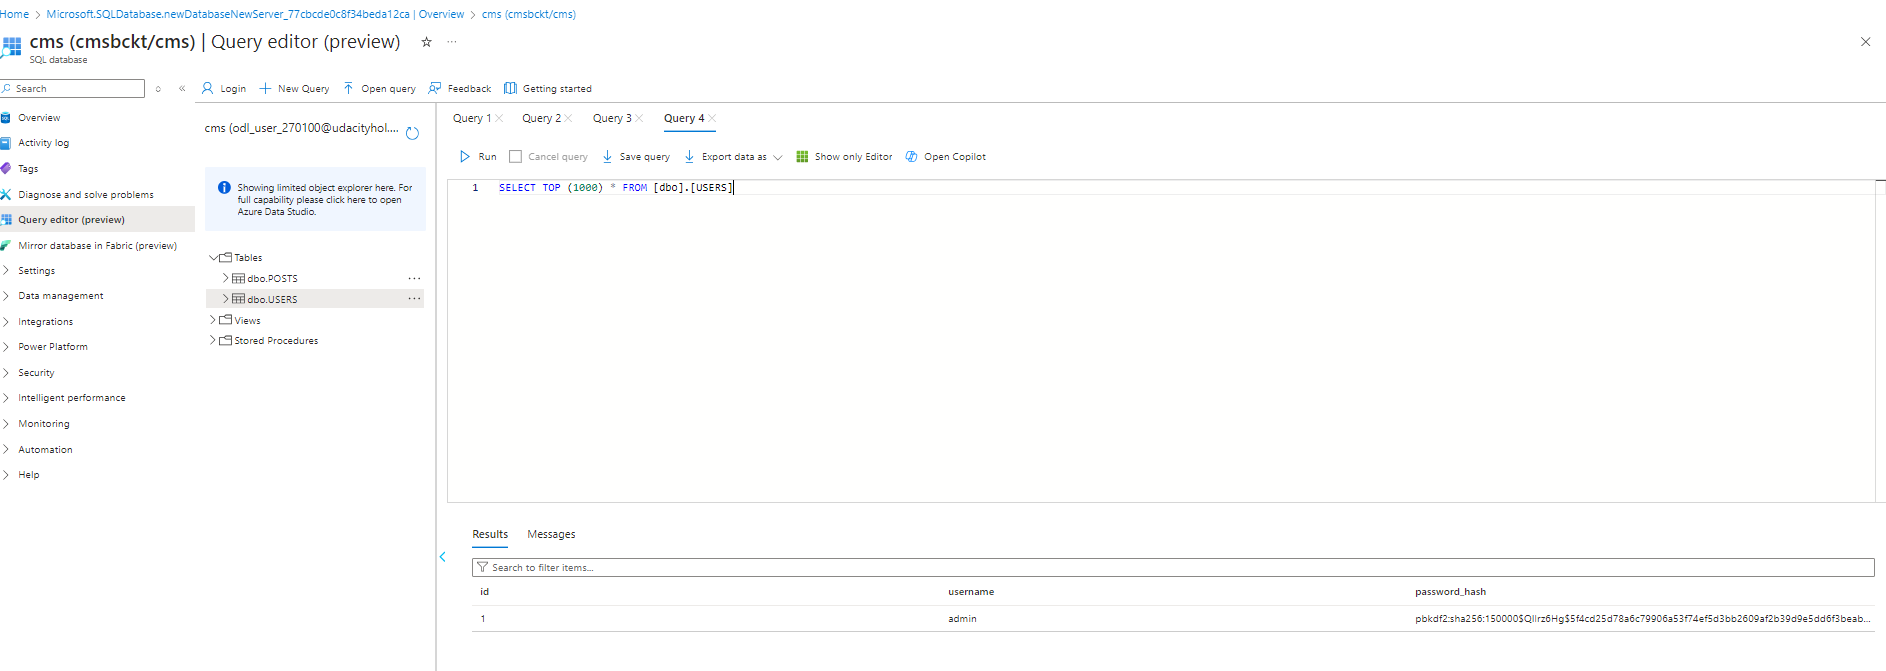 Home > Microsoft.SQLDatabase.newDatabaseNewServer_77cbcde0c8f34beda12ca | Overview > cms (cmsbckt/cms)
cms (cmsbckt/cms) | Query editor (preview)
SQL database
Search
Login
New Query
Open query
Feedback
Getting started
Overview
Activity log
Tags
Diagnose and solve problems
Query editor (preview)
Mirror database in Fabric (preview)
Settings
Data management
Integrations
Power Platform
Security
Intelligent performance
Monitoring
Automation
Help
cms (odl_user_270100@udacityhol....
Showing limited object explorer here. For
full capability please click here to open
Azure Data Studio.
Tables
dbo.POSTS
dbo.USERS
Views
Stored Procedures
Query 1
Query 2
Query 3
Query 4
Run
Cancel query
Save query
Export data as
Show only Editor
Open Copilot
1 SELECT TOP (1000) * FROM [dbo].[USERS]
Results
Messages
Search to filter items...
id username password_hash
1 admin pbkdf2:sha256:150000$QlIrz6Hg$5f4cd25d78a6c79906a53f74ef5d3bb2609af2b39d9e5dd6f3beab...